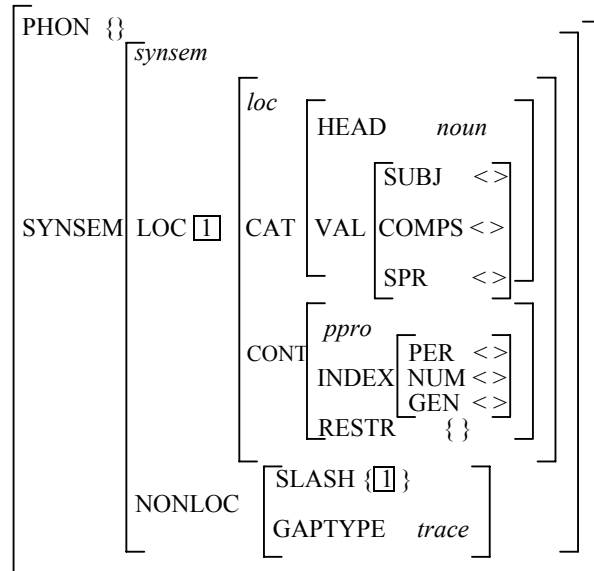 PHON {}
synsem
loc
HEAD noun
SUBJ < >
SYNSEM LOC 1 CAT VAL COMPS < >
SPR < >
ppro
CONT
PER < >
INDEX NUM < >
GEN < >
RESTR { }
SLASH {1}
NONLOC
GAPTYPE trace